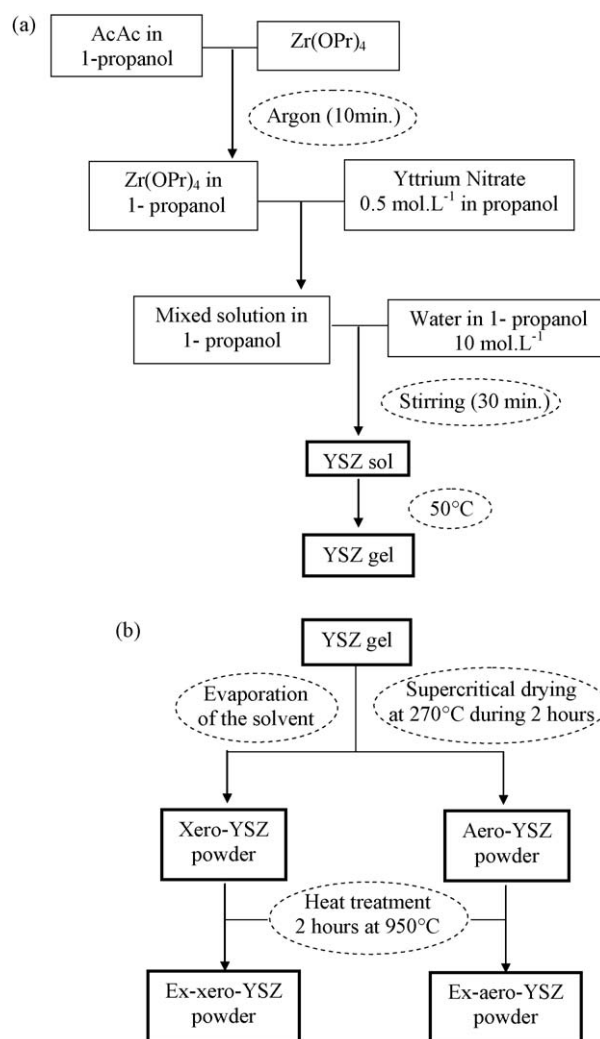 (a)
AcAc in
1-propanol
Zr(OPr)₄
Argon (10min.)
Zr(OPr)₄ in
1- propanol
Yttrium Nitrate
0.5 mol.L⁻¹ in propanol
Mixed solution in
1- propanol
Water in 1- propanol
10 mol.L⁻¹
Stirring (30 min.)
YSZ sol
50°C
YSZ gel
(b)
YSZ gel
Evaporation
of the solvent
Supercritical drying
at 270°C during 2 hours
Xero-YSZ
powder
Aero-YSZ
powder
Heat treatment
2 hours at 950°C
Ex-xero-YSZ
powder
Ex-aero-YSZ
powder